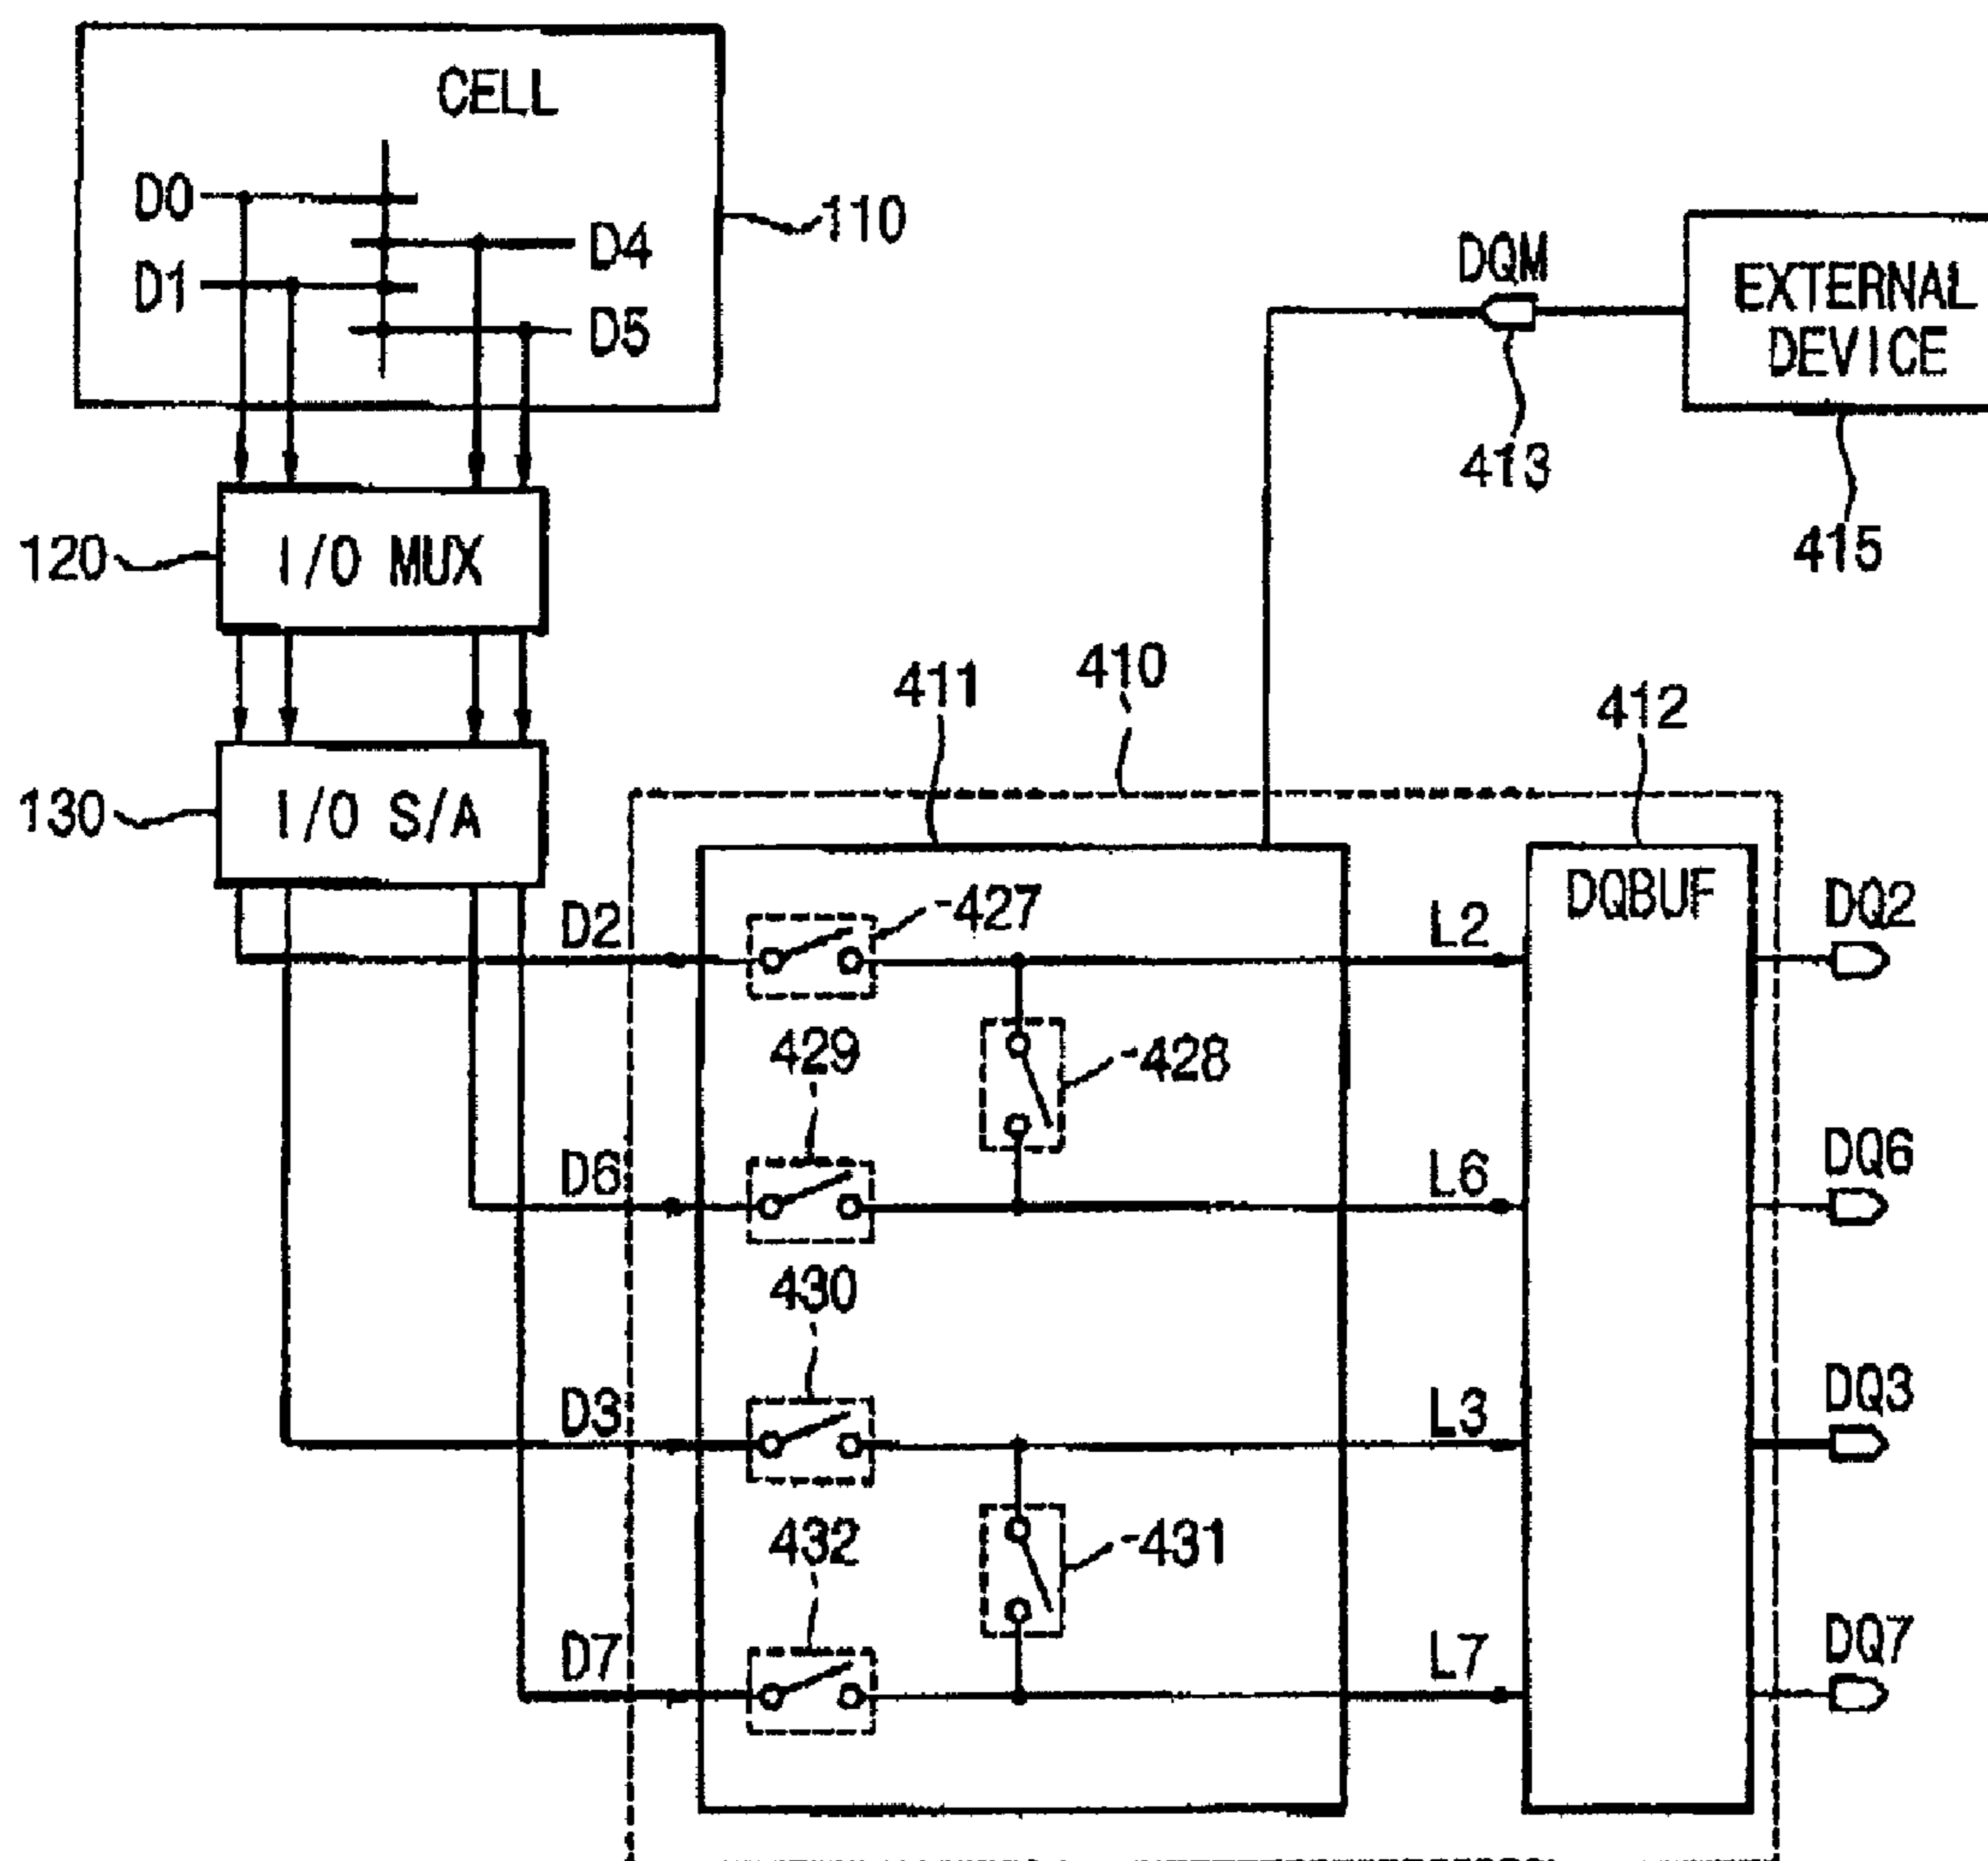 CELL
D0
D4
D1
D5
110
DQM
413
EXTERNAL
DEVICE
415
120
I/O MUX
130
I/O S/A
411
410
412
DQBUF
D2
427
L2
DQ2
429
428
D6
L6
DQ6
430
D3
L3
DQ3
432
431
D7
L7
DQ7